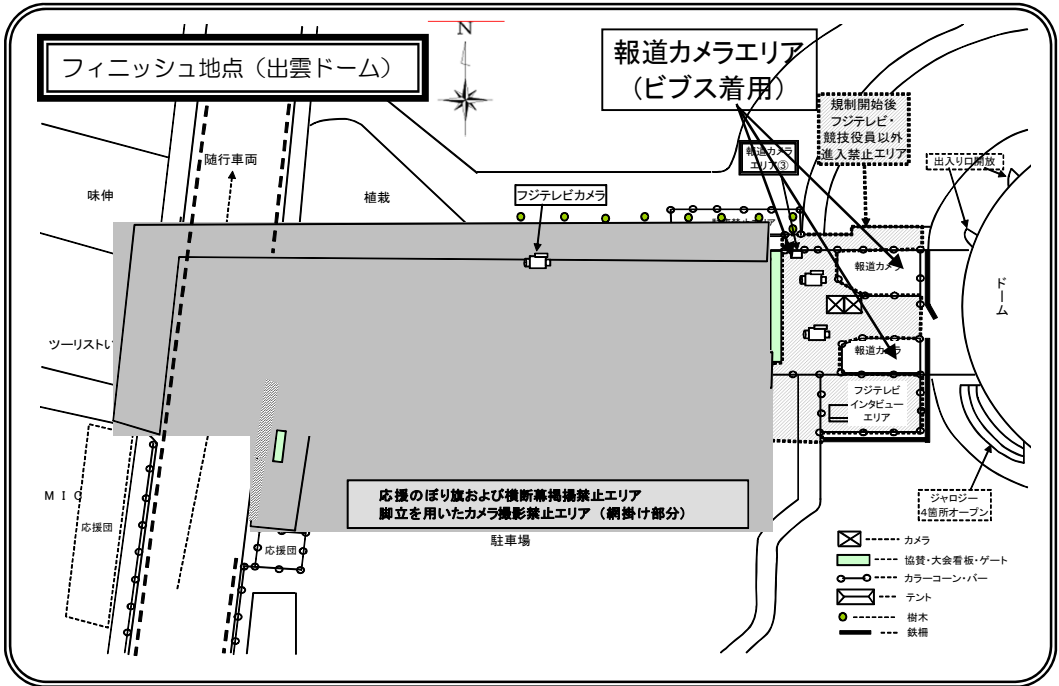 N
フィニッシュ地点（出雲ドーム）
報道カメラエリア
（ビブス着用）
規制開始後
フジテレビ・
競技役員以外
進入禁止エリア
報道カメラ
エリア③
出入り口開放
随行車両
味伸
植栽
フジテレビカメラ
報道カメラ
ドーム
ツーリスト
報道カメラ
フジテレビ
インタビュー
エリア
ＭＩＣ
応援団
応援のぼり旗および横断幕掲揚禁止エリア
脚立を用いたカメラ撮影禁止エリア（網掛け部分）
駐車場
応援団
ジャロジー
4箇所オープン
カメラ
協賛・大会看板・ゲート
カラーコーン・バー
テント
樹木
鉄柵